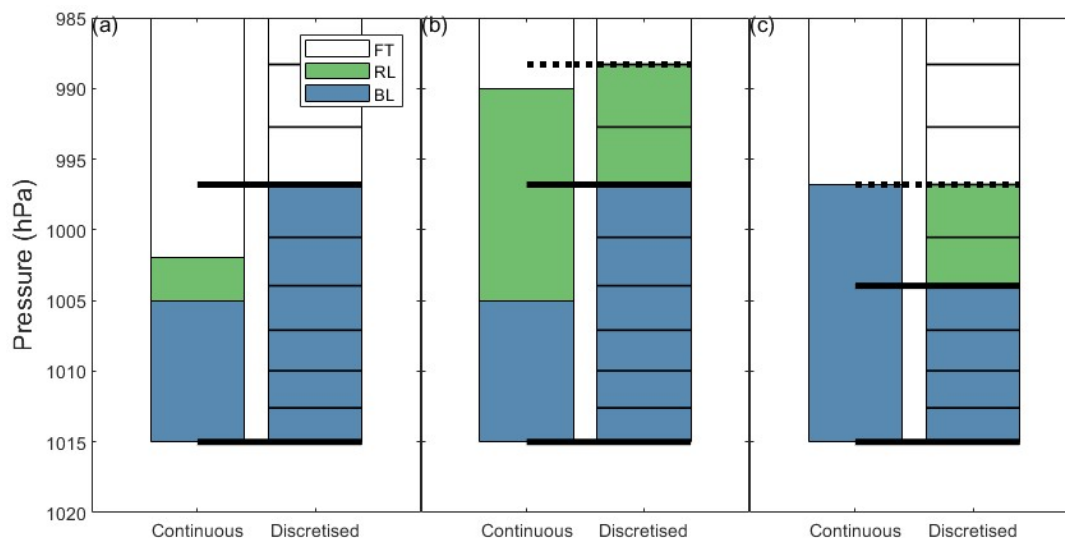 985
(a)
(b)
(c)
FT
RL
BL
990
995
1000
1005
1010
1015
1020
Pressure (hPa)
Continuous Discretised Continuous Discretised Continuous Discretised